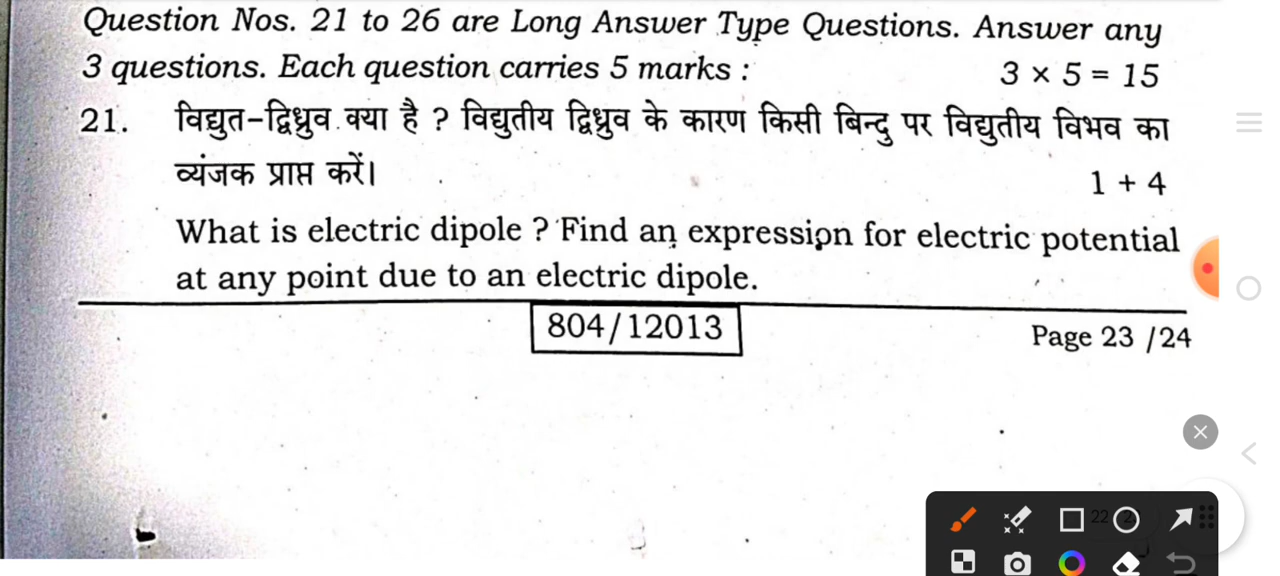 Question Nos. 21 to 26 are Long Answer Type Questions. Answer any
3 questions. Each question carries 5 marks : 3 × 5 = 15
21. विद्युत-द्विध्रुव क्या है ? विद्युतीय द्विध्रुव के कारण किसी बिन्दु पर विद्युतीय विभव का
व्यंजक प्राप्त करें। 1 + 4
What is electric dipole ? Find an expression for electric potential
at any point due to an electric dipole.
804/12013
Page 23 /24